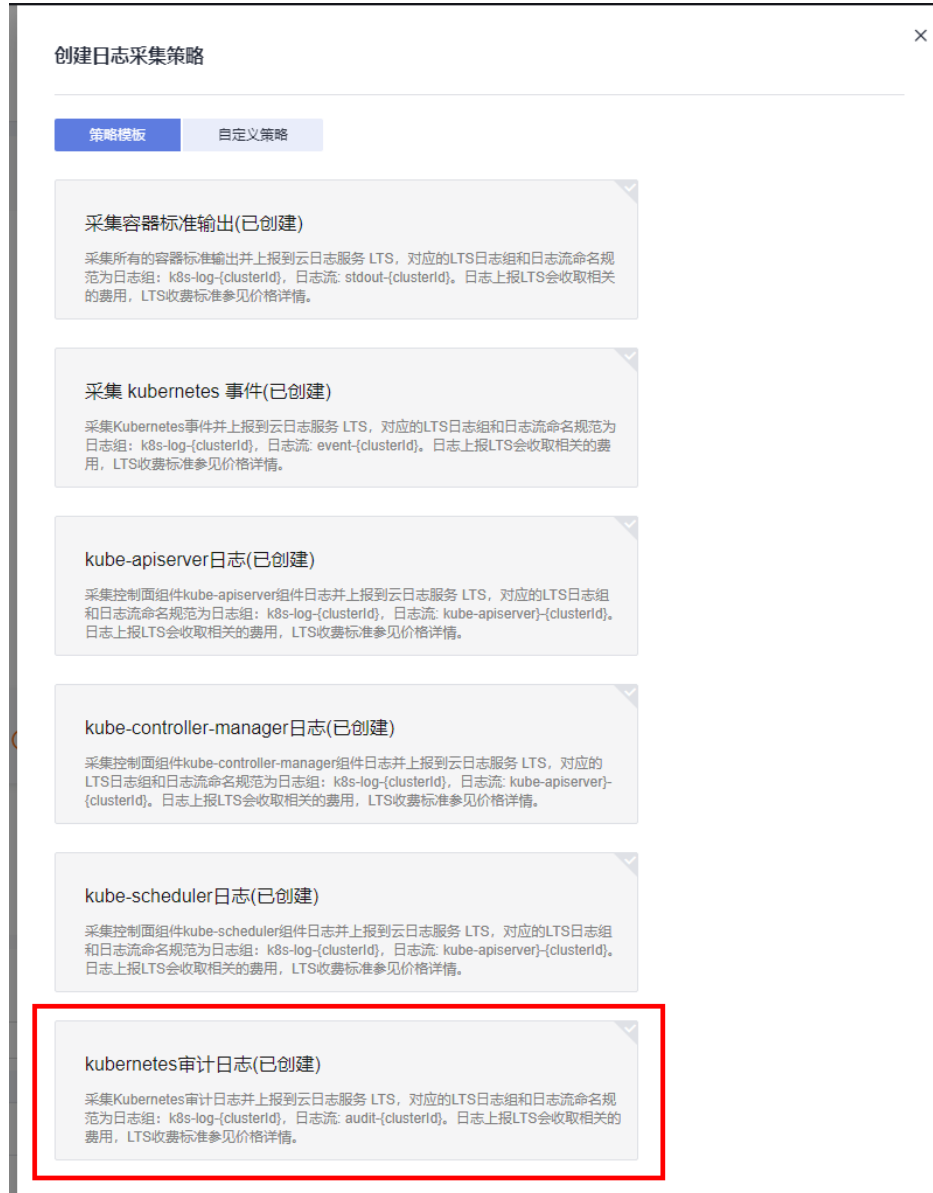 创建日志采集策略
策略模板 自定义策略
采集容器标准输出(已创建)
采集所有的容器标准输出并上报到云日志服务 LTS，对应的LTS日志组和日志流命名规
范为日志组：k8s-log-{clusterId}，日志流: stdout-{clusterId}。日志上报LTS会收取相关
的费用，LTS收费标准参见价格详情。
采集 kubernetes 事件(已创建)
采集Kubernetes事件并上报到云日志服务 LTS，对应的LTS日志组和日志流命名规范为
日志组：k8s-log-{clusterId}，日志流: event-{clusterId}。日志上报LTS会收取相关的费
用，LTS收费标准参见价格详情。
kube-apiserver日志(已创建)
采集控制面组件kube-apiserver组件日志并上报到云日志服务 LTS，对应的LTS日志组
和日志流命名规范为日志组：k8s-log-{clusterId}，日志流: kube-apiserver}-{clusterId}。
日志上报LTS会收取相关的费用，LTS收费标准参见价格详情。
kube-controller-manager日志(已创建)
采集控制面组件kube-controller-manager组件日志并上报到云日志服务 LTS，对应的
LTS日志组和日志流命名规范为日志组：k8s-log-{clusterId}，日志流: kube-apiserver}-
{clusterId}。日志上报LTS会收取相关的费用，LTS收费标准参见价格详情。
kube-scheduler日志(已创建)
采集控制面组件kube-scheduler组件日志并上报到云日志服务 LTS，对应的LTS日志组
和日志流命名规范为日志组：k8s-log-{clusterId}，日志流: kube-apiserver}-{clusterId}。
日志上报LTS会收取相关的费用，LTS收费标准参见价格详情。
kubernetes审计日志(已创建)
采集Kubernetes审计日志并上报到云日志服务 LTS，对应的LTS日志组和日志流命名规
范为日志组：k8s-log-{clusterId}，日志流: audit-{clusterId}。日志上报LTS会收取相关的
费用，LTS收费标准参见价格详情。